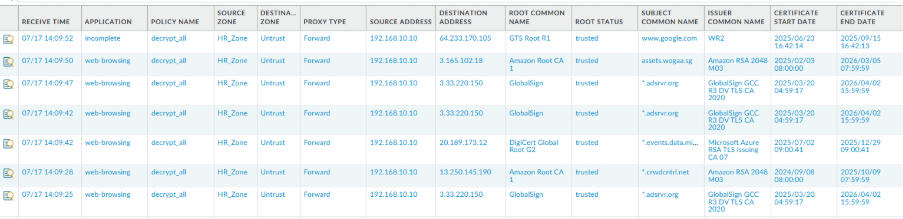 RECEIVE TIME APPLICATION POLICY NAME SOURCE ZONE DESTINA... ZONE PROXY TYPE SOURCE ADDRESS DESTINATION ADDRESS ROOT COMMON NAME ROOT STATUS SUBJECT COMMON NAME ISSUER COMMON NAME CERTIFICATE START DATE CERTIFICATE END DATE
07/17 14:09:52 incomplete decrypt_all HR_Zone Untrust Forward 192.168.10.10 64.233.170.105 GTS Root R1 trusted www.google.com WR2 2025/06/23 16:42:14 2025/09/15 16:42:13
07/17 14:09:50 web-browsing decrypt_all HR_Zone Untrust Forward 192.168.10.10 3.165.102.18 Amazon Root CA 1 trusted assets.wogaa.sg Amazon RSA 2048 M03 2025/02/03 08:00:00 2026/03/05 07:59:59
07/17 14:09:47 web-browsing decrypt_all HR_Zone Untrust Forward 192.168.10.10 3.33.220.150 GlobalSign trusted *.adsrvr.org GlobalSign GCC R3 DV TLS CA 2020 2025/03/20 04:59:17 2026/04/02 15:59:59
07/17 14:09:42 web-browsing decrypt_all HR_Zone Untrust Forward 192.168.10.10 3.33.220.150 GlobalSign trusted *.adsrvr.org GlobalSign GCC R3 DV TLS CA 2020 2025/03/20 04:59:17 2026/04/02 15:59:59
07/17 14:09:42 web-browsing decrypt_all HR_Zone Untrust Forward 192.168.10.10 20.189.173.12 DigiCert Global Root G2 trusted *.events.data.mi... Microsoft Azure RSA TLS Issuing CA 07 2025/07/02 09:00:41 2025/12/29 09:00:41
07/17 14:09:28 web-browsing decrypt_all HR_Zone Untrust Forward 192.168.10.10 13.250.145.190 Amazon Root CA 1 trusted *.crwdcntrl.net Amazon RSA 2048 M03 2024/09/08 08:00:00 2025/10/09 07:59:59
07/17 14:09:25 web-browsing decrypt_all HR_Zone Untrust Forward 192.168.10.10 3.33.220.150 GlobalSign trusted *.adsrvr.org GlobalSign GCC R3 DV TLS CA 2020 2025/03/20 04:59:17 2026/04/02 15:59:59